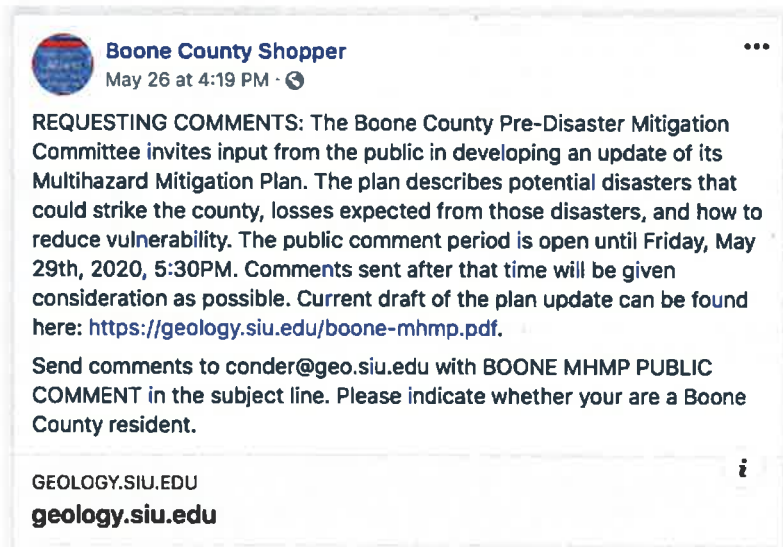 Boone County Shopper
May 26 at 4:19 PM ·
REQUESTING COMMENTS: The Boone County Pre-Disaster Mitigation
Committee invites input from the public in developing an update of its
Multihazard Mitigation Plan. The plan describes potential disasters that
could strike the county, losses expected from those disasters, and how to
reduce vulnerability. The public comment period is open until Friday, May
29th, 2020, 5:30PM. Comments sent after that time will be given
consideration as possible. Current draft of the plan update can be found
here: https://geology.siu.edu/boone-mhmp.pdf.
Send comments to conder@geo.siu.edu with BOONE MHMP PUBLIC
COMMENT in the subject line. Please indicate whether your are a Boone
County resident.
GEOLOGY.SIU.EDU
geology.siu.edu